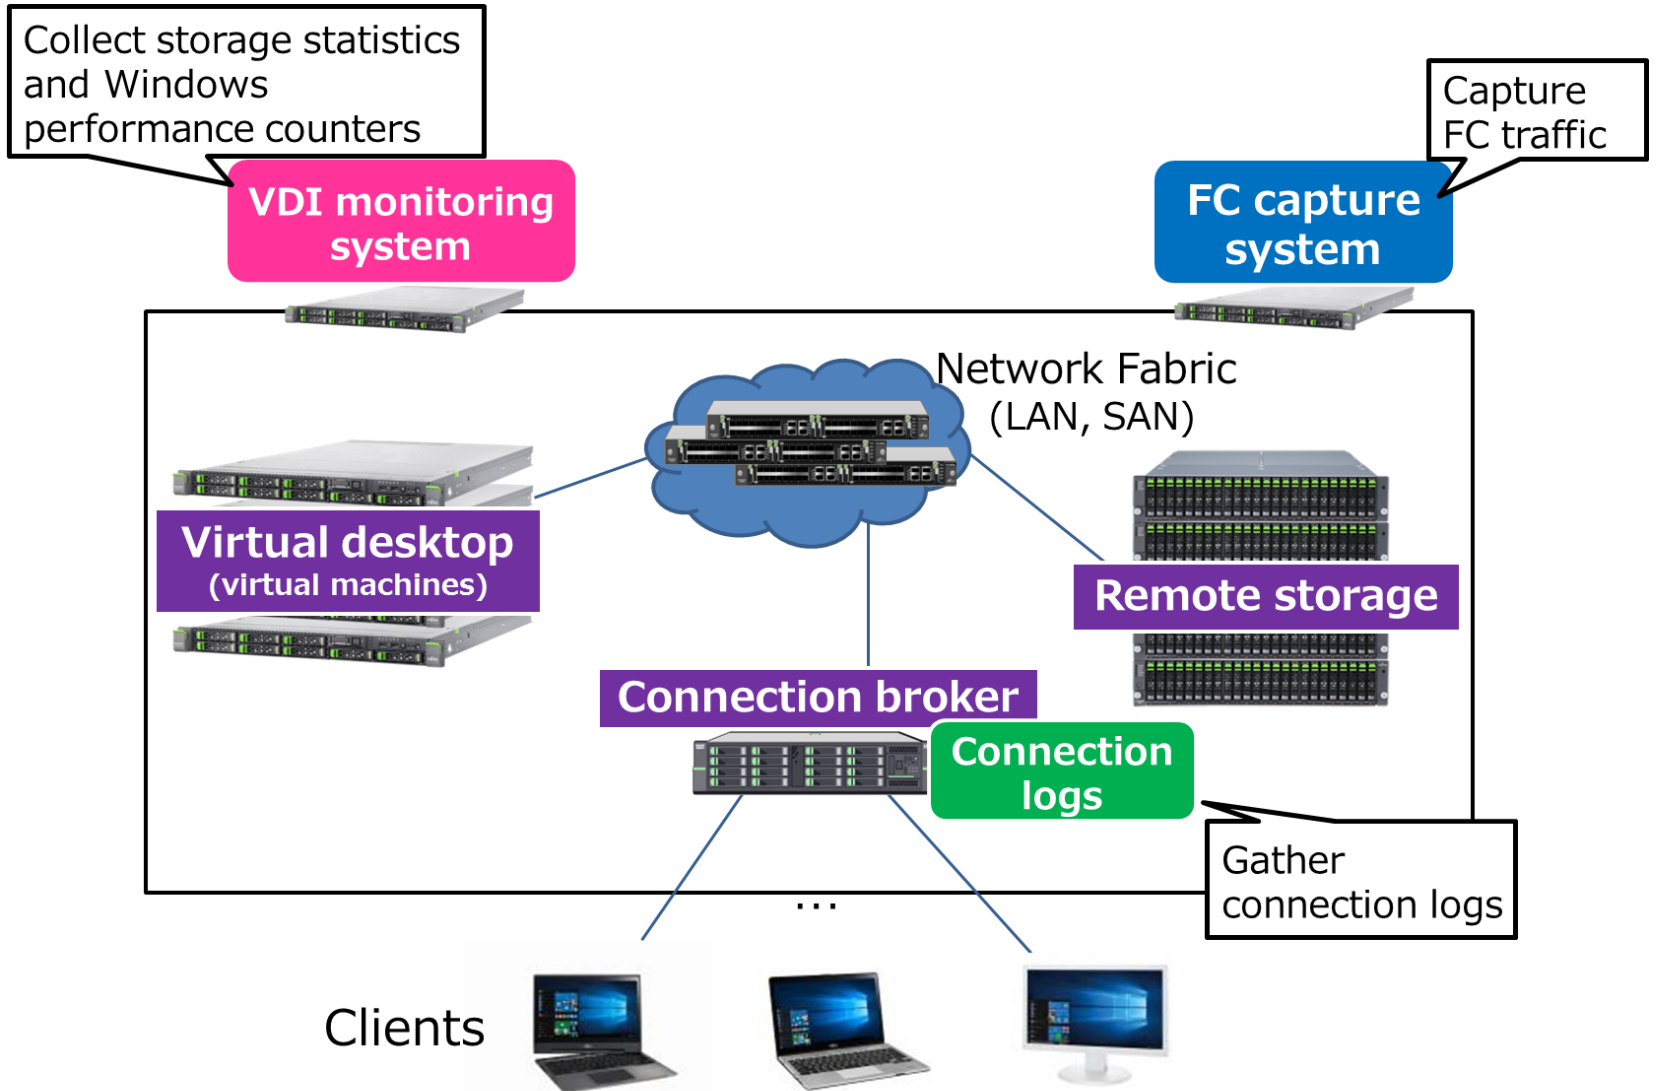 Collect storage statistics
and Windows
performance counters
Capture
FC traffic
VDI monitoring
system
FC capture
system
Network Fabric
(LAN, SAN)
Virtual desktop
(virtual machines)
Remote storage
Connection broker
Connection
logs
Gather
connection logs
...
Clients